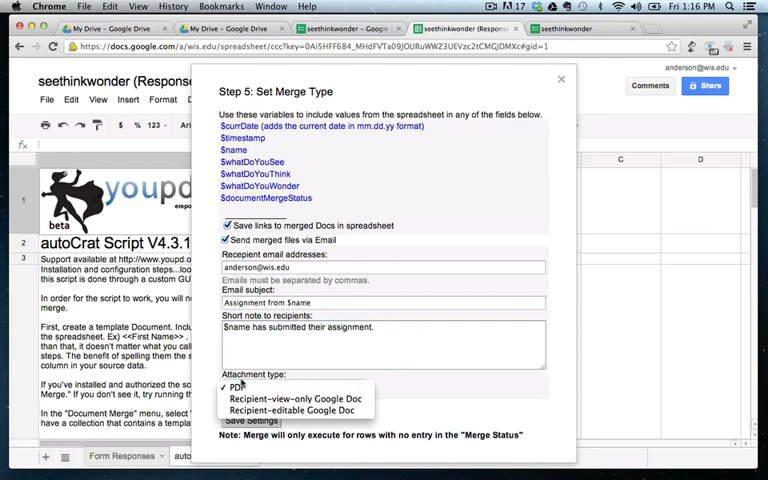 Chrome File Edit View History Bookmarks Window Help 17 Fri 1:16 PM
My Drive - Google Drive My Drive - Google Drive seethinkwonder - Google seethinkwonder (Respons seethinkwonder
https://docs.google.com/a/wis.edu/spreadsheet/ccc?key=0Ai5HFF684_MHdFVTa09JOURuWWZ3UEVzc2tCMGJDMXc#gid=1
anderson@wis.edu
seethinkwonder (Respons
File Edit View Insert Format
Comments Share
$ % 123 Ari
fx
C D
1
youpd
empo
beta
2 autoCrat Script V4.3.1
3 Support available at http://www.youpd.o
Installation and configuration steps...loo
this script is done through a custom GU
In order for the script to work, you will n
merge.
First, create a template Document. Inclu
the spreadsheet. Ex) <<First Name>> .
than that, it doesn't matter what you call
steps. The benefit of spelling them the s
column in your source data.
If you've installed and authorized the sc
Merge." If you don't see it, try running th
In the "Document Merge" menu, select "
have a collection that contains a templa
Step 5: Set Merge Type
Use these variables to include values from the spreadsheet in any of the fields below.
$currDate (adds the current date in mm.dd.yy format)
$timestamp
$name
$whatDoYouSee
$whatDoYouThink
$whatDoYouWonder
$documentMergeStatus
Save links to merged Docs in spreadsheet
Send merged files via Email
Recepient email addresses:
anderson@wis.edu
Emails must be separated by commas.
Email subject:
Assignment from $name
Short note to recipients:
$name has submitted their assignment.
Attachment type:
✓ PDF
Recipient-view-only Google Doc
Recipient-editable Google Doc
Save Settings
Note: Merge will only execute for rows with no entry in the "Merge Status"
Form Responses auto